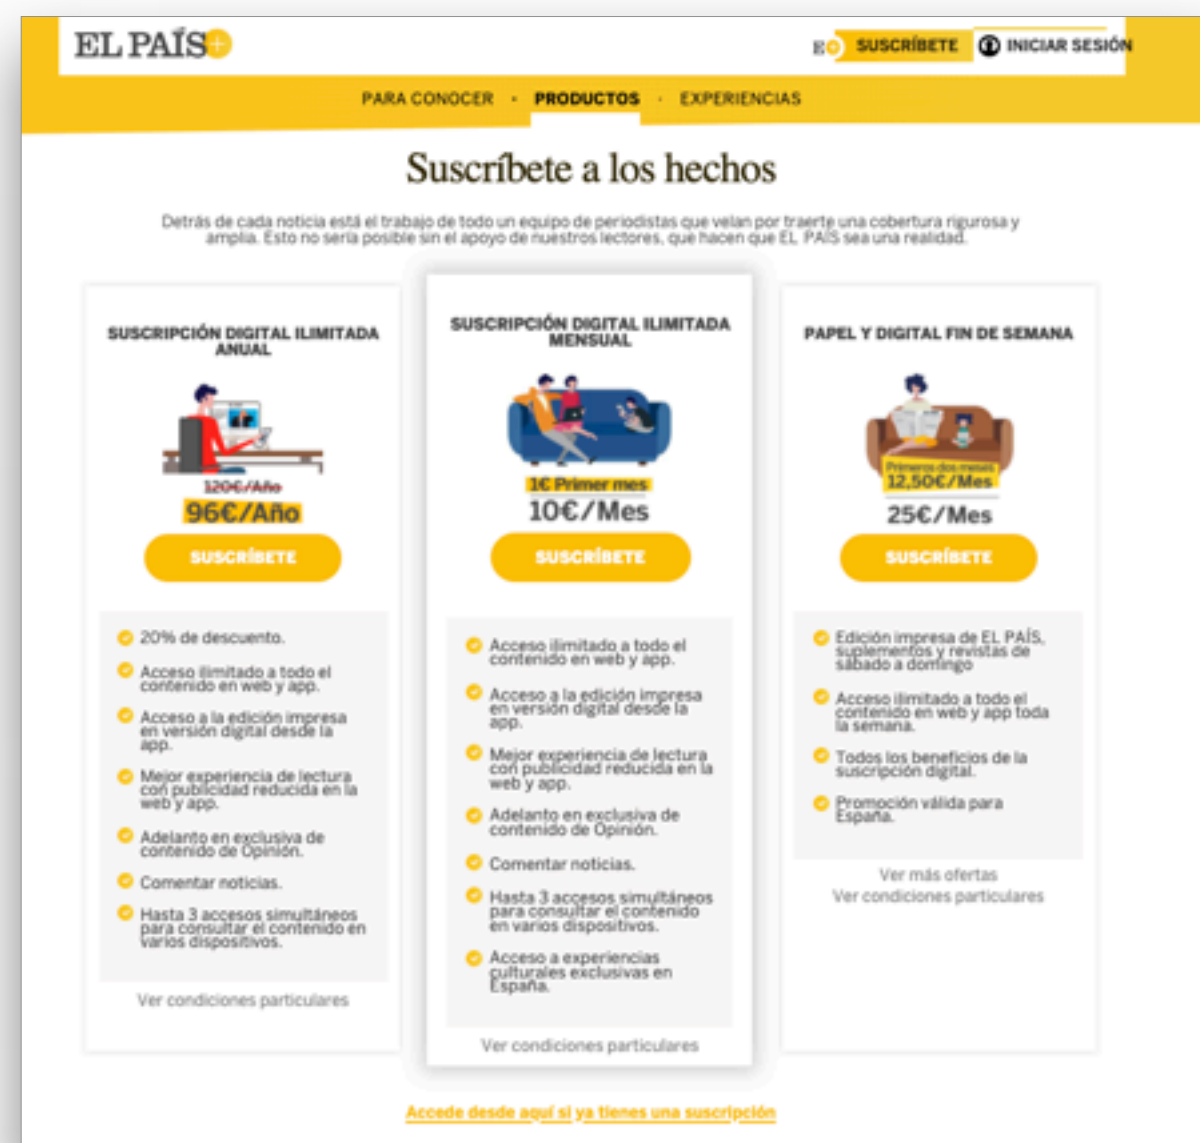 EL PAÍS+
E+ SUSCRÍBETE INICIAR SESIÓN
PARA CONOCER · PRODUCTOS · EXPERIENCIAS
Suscríbete a los hechos
Detrás de cada noticia está el trabajo de todo un equipo de periodistas que velan por traerte una cobertura rigurosa y
amplia. Esto no sería posible sin el apoyo de nuestros lectores, que hacen que EL PAÍS sea una realidad.
SUSCRIPCIÓN DIGITAL ILIMITADA
ANUAL
120€/Año
96€/Año
SUSCRÍBETE
20% de descuento.
Acceso ilimitado a todo el
contenido en web y app.
Acceso a la edición impresa
en versión digital desde la
app.
Mejor experiencia de lectura
con publicidad reducida en la
web y app.
Adelanto en exclusiva de
contenido de Opinión.
Comentar noticias.
Hasta 3 accesos simultáneos
para consultar el contenido en
varios dispositivos.
Ver condiciones particulares
SUSCRIPCIÓN DIGITAL ILIMITADA
MENSUAL
1€ Primer mes
10€/Mes
SUSCRÍBETE
Acceso ilimitado a todo el
contenido en web y app.
Acceso a la edición impresa
en versión digital desde la
app.
Mejor experiencia de lectura
con publicidad reducida en la
web y app.
Adelanto en exclusiva de
contenido de Opinión.
Comentar noticias.
Hasta 3 accesos simultáneos
para consultar el contenido
en varios dispositivos.
Acceso a experiencias
culturales exclusivas en
España.
Ver condiciones particulares
PAPEL Y DIGITAL FIN DE SEMANA
Primeros dos meses
12,50€/Mes
25€/Mes
SUSCRÍBETE
Edición impresa de EL PAÍS,
suplementos y revistas de
sábado a domingo
Acceso ilimitado a todo el
contenido en web y app toda
la semana.
Todos los beneficios de la
suscripción digital.
Promoción válida para
España.
Ver más ofertas
Ver condiciones particulares
Accede desde aquí si ya tienes una suscripción